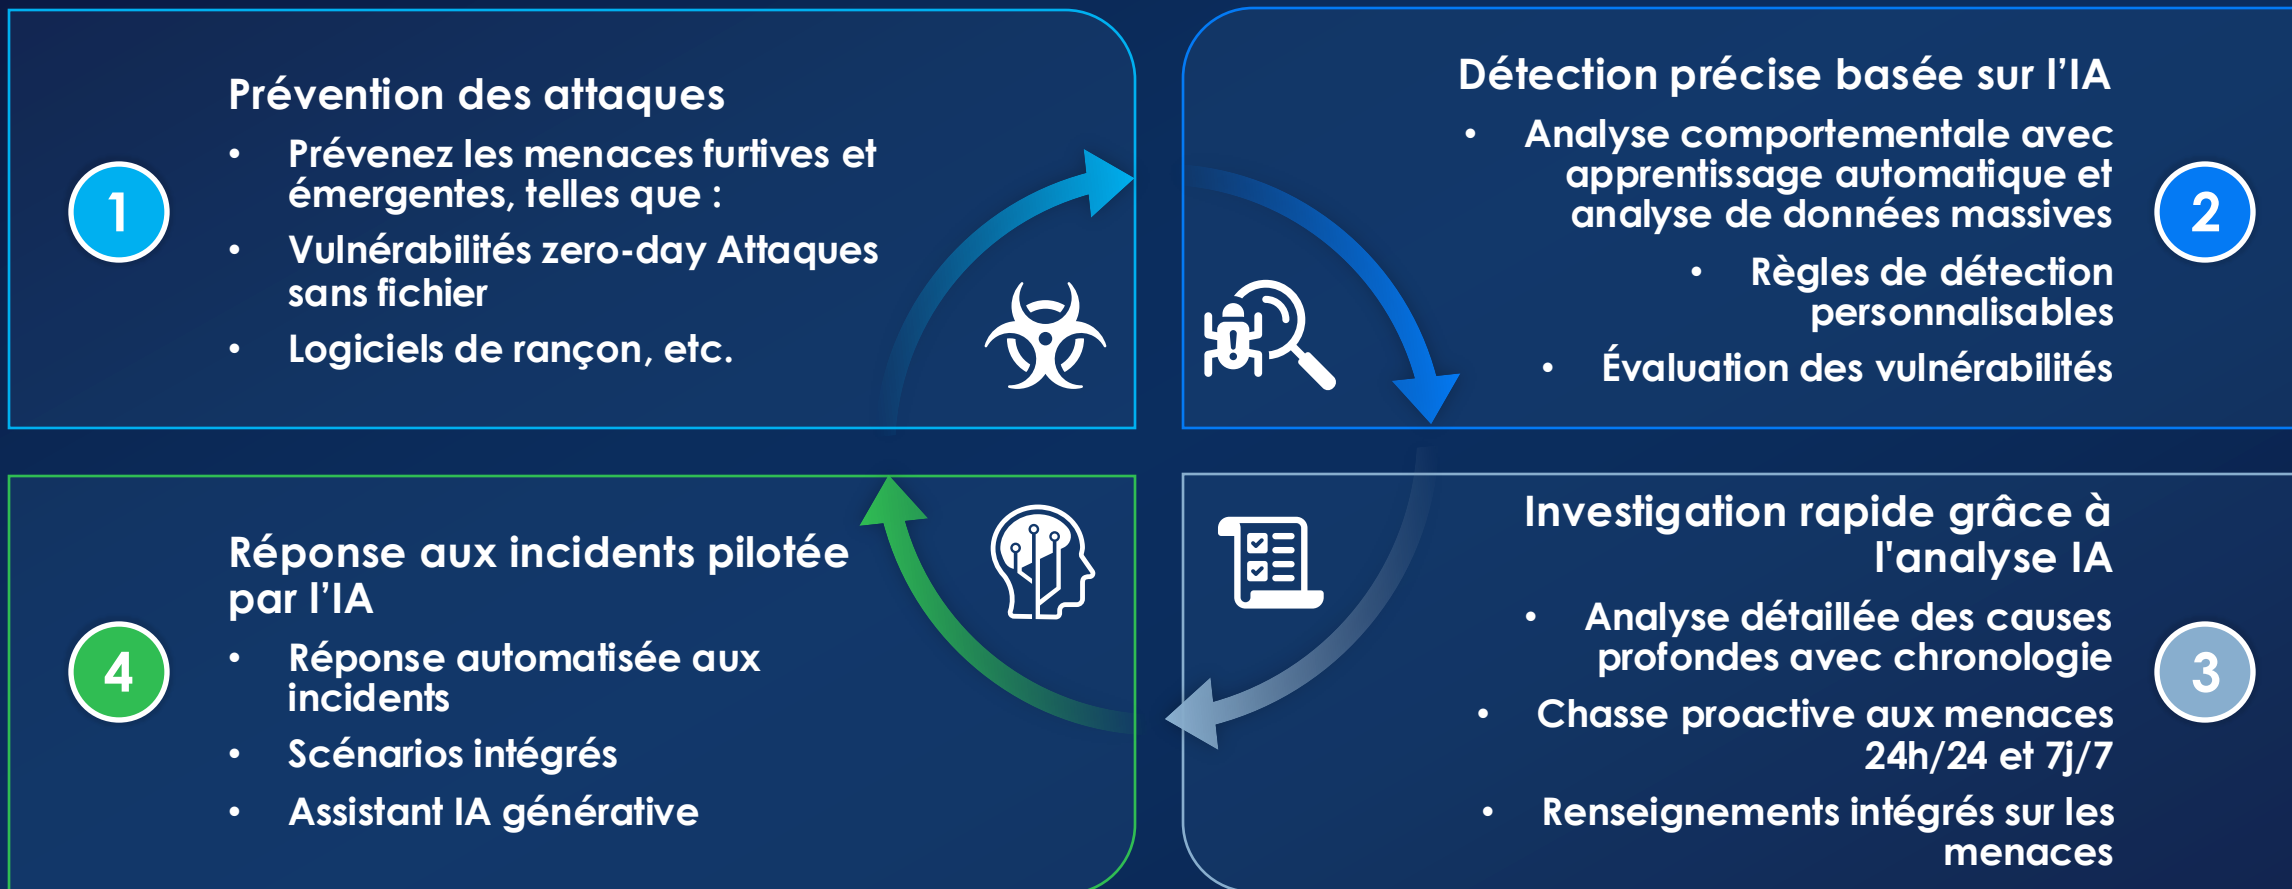 1
Prévention des attaques
• Prévenez les menaces furtives et
émergentes, telles que :
• Vulnérabilités zero-day Attaques
sans fichier
• Logiciels de rançon, etc.
Détection précise basée sur l’IA
• Analyse comportementale avec
apprentissage automatique et
analyse de données massives
• Règles de détection
personnalisables
• Évaluation des vulnérabilités
2
Investigation rapide grâce à
l'analyse IA
• Analyse détaillée des causes
profondes avec chronologie
• Chasse proactive aux menaces
24h/24 et 7j/7
• Renseignements intégrés sur les
menaces
3
4
Réponse aux incidents pilotée
par l’IA
• Réponse automatisée aux
incidents
• Scénarios intégrés
• Assistant IA générative